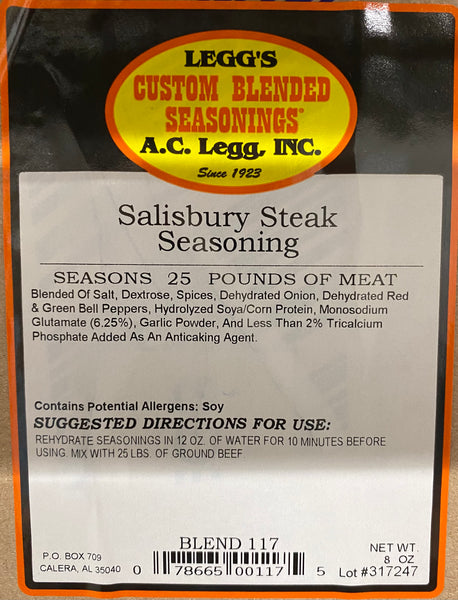 LEGG'S
CUSTOM BLENDED
SEASONINGS®
A.C. Legg, INC.
Since 1923
Salisbury Steak
Seasoning
SEASONS 25 POUNDS OF MEAT
Blended Of Salt, Dextrose, Spices, Dehydrated Onion, Dehydrated Red
& Green Bell Peppers, Hydrolyzed Soya/Corn Protein, Monosodium
Glutamate (6.25%), Garlic Powder, And Less Than 2% Tricalcium
Phosphate Added As An Anticaking Agent.
Contains Potential Allergens: Soy
SUGGESTED DIRECTIONS FOR USE:
REHYDRATE SEASONINGS IN 12 OZ. OF WATER FOR 10 MINUTES BEFORE
USING. MIX WITH 25 LBS. OF GROUND BEEF.
BLEND 117
P.O. BOX 709
CALERA, AL 35040
0 78665 00117 5
NET WT.
8 OZ
Lot #317247